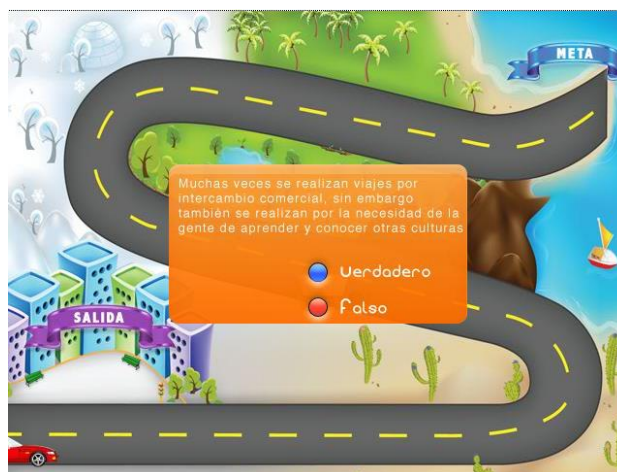 META
Muchas veces se realizan viajes por
intercambio comercial, sin embargo
también se realizan por la necesidad de la
gente de aprender y conocer otras culturas
Verdadero
Falso
SALIDA